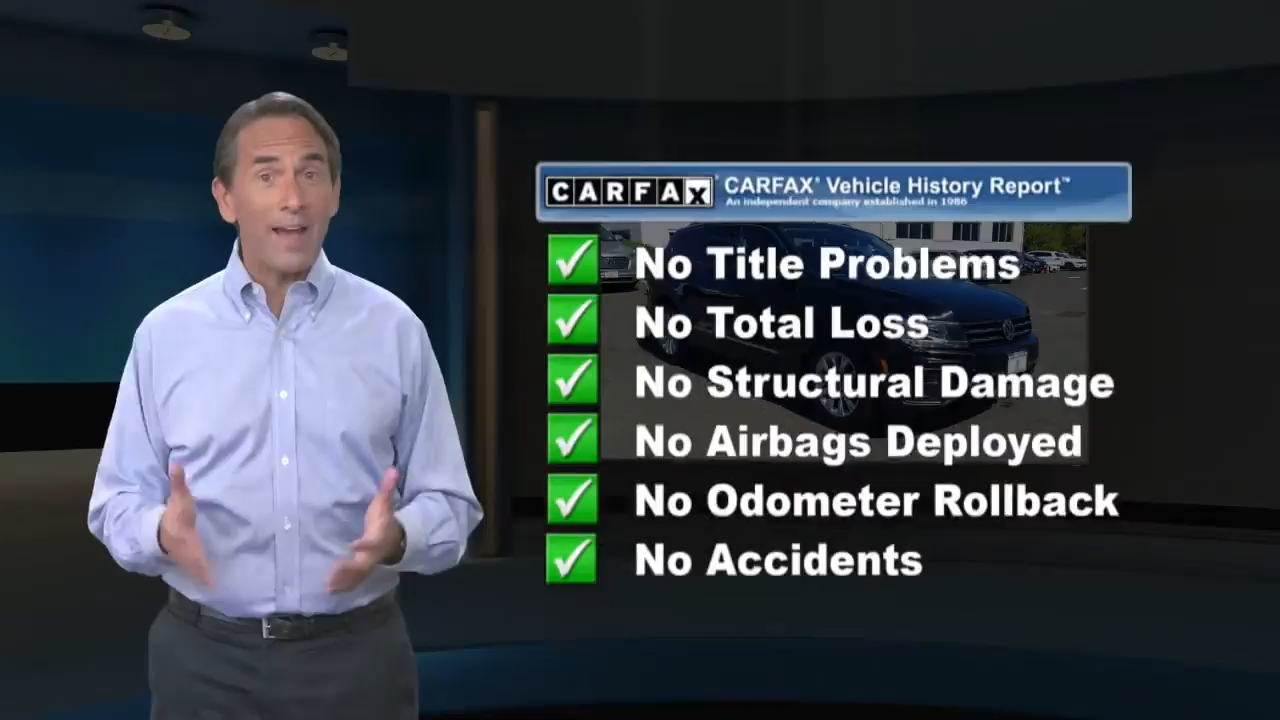 CARFAX® CARFAX® Vehicle History Report™
An independent company established in 1986
No Title Problems
No Total Loss
No Structural Damage
No Airbags Deployed
No Odometer Rollback
No Accidents